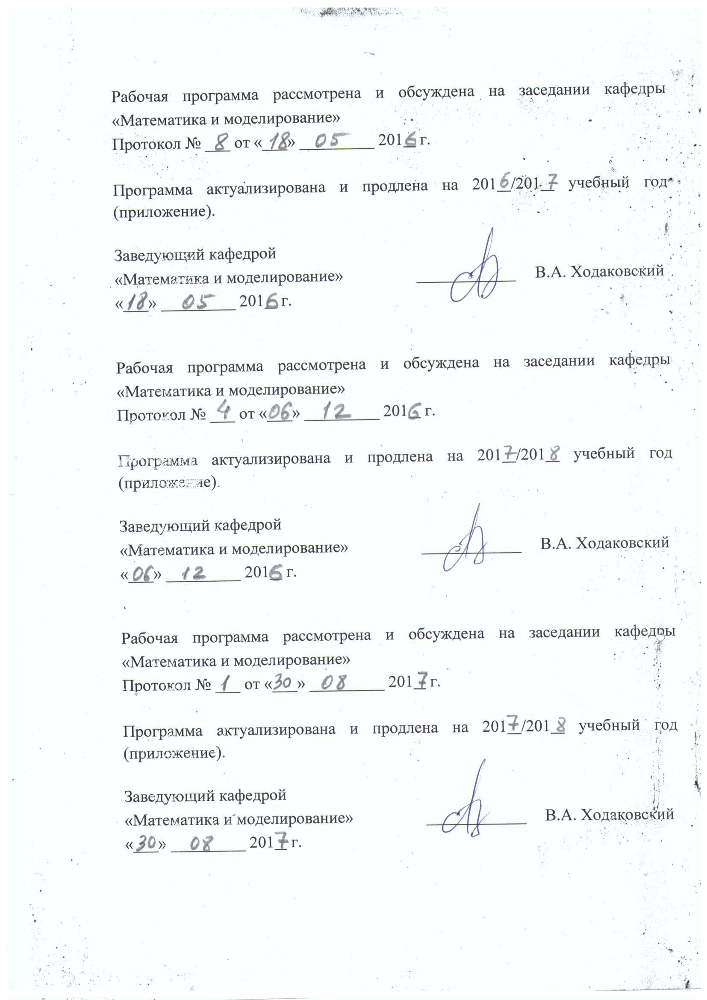 Рабочая программа рассмотрена и обсуждена на заседании кафедры
«Математика и моделирование»
Протокол № 8 от «18» 05 2016 г.
Программа актуализирована и продлена на 2016/2017 учебный год
(приложение).
Заведующий кафедрой
«Математика и моделирование» В.А. Ходаковский
«18» 05 2016 г.
Рабочая программа рассмотрена и обсуждена на заседании кафедры
«Математика и моделирование»
Протокол № 4 от «06» 12 2016 г.
Программа актуализирована и продлена на 2017/2018 учебный год
(приложение).
Заведующий кафедрой
«Математика и моделирование» В.А. Ходаковский
«06» 12 2016 г.
Рабочая программа рассмотрена и обсуждена на заседании кафедры
«Математика и моделирование»
Протокол № 1 от «30» 08 2017 г.
Программа актуализирована и продлена на 2017/2018 учебный год
(приложение).
Заведующий кафедрой
«Математика и моделирование» В.А. Ходаковский
«30» 08 2017 г.